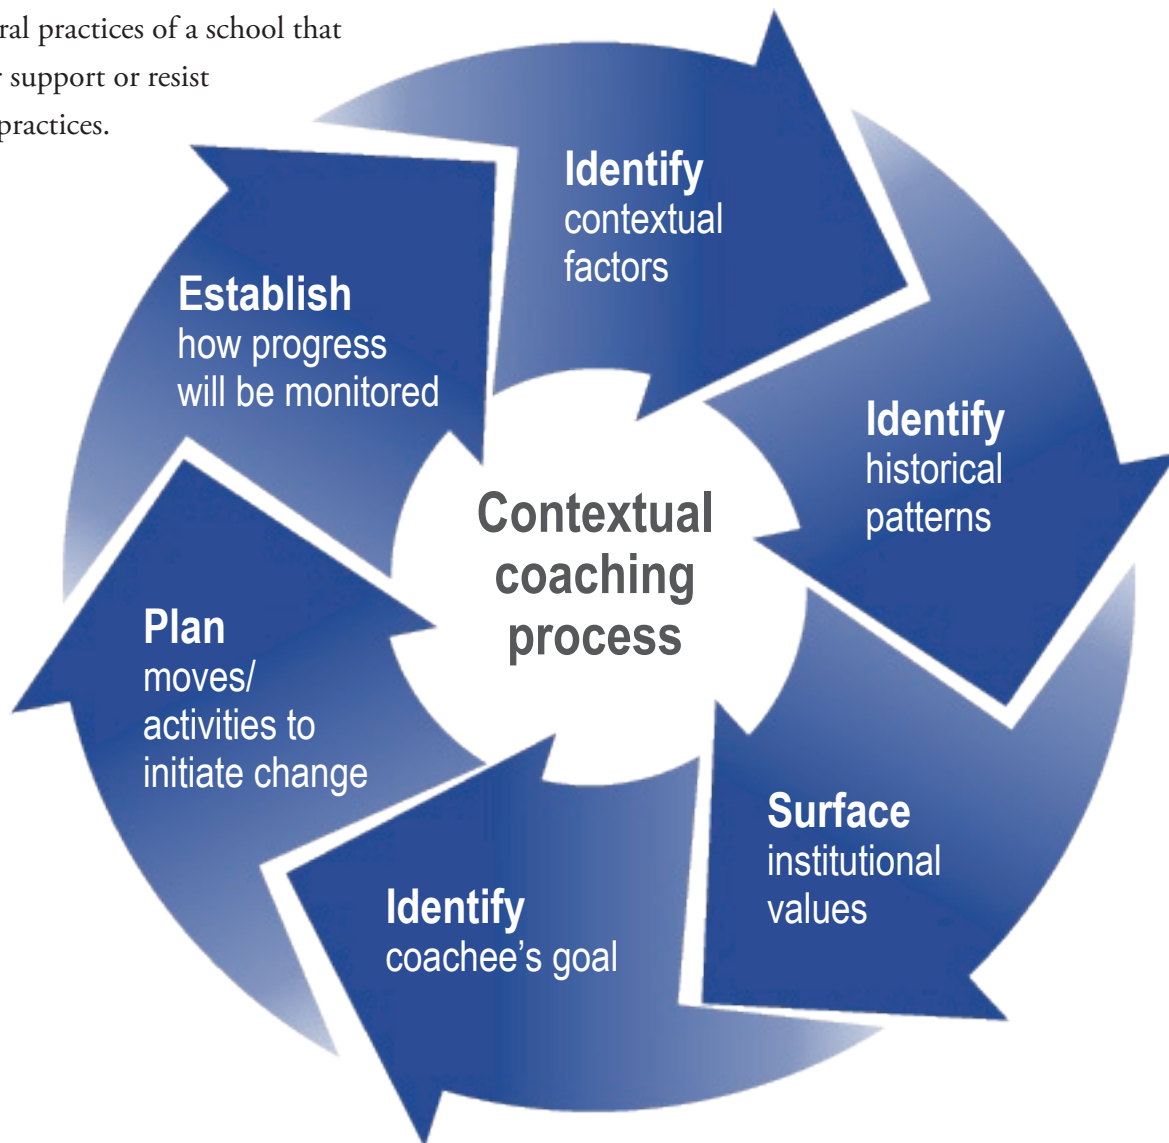 practices of a school that
support or resist
practices.
Identify
contextual
factors
Identify
historical
patterns
Surface
institutional
values
Identify
coachee’s goal
Plan
moves/
activities to
initiate change
Establish
how progress
will be monitored
Contextual
coaching
process